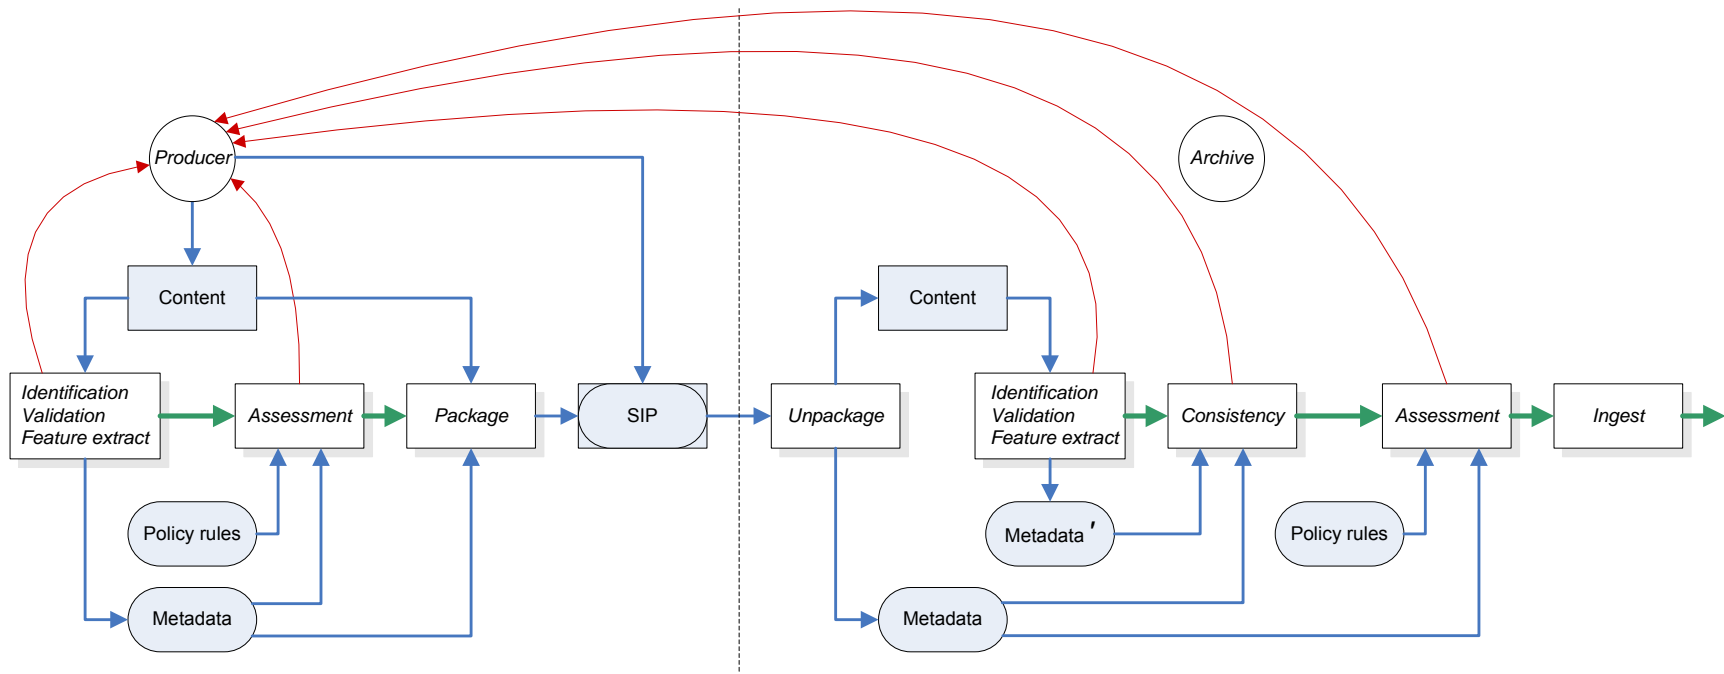 Producer
Archive
Content
Content
Identification
Validation
Feature extract
Assessment
Package
SIP
Unpackage
Identification
Validation
Feature extract
Consistency
Assessment
Ingest
Policy rules
Metadata '
Policy rules
Metadata
Metadata